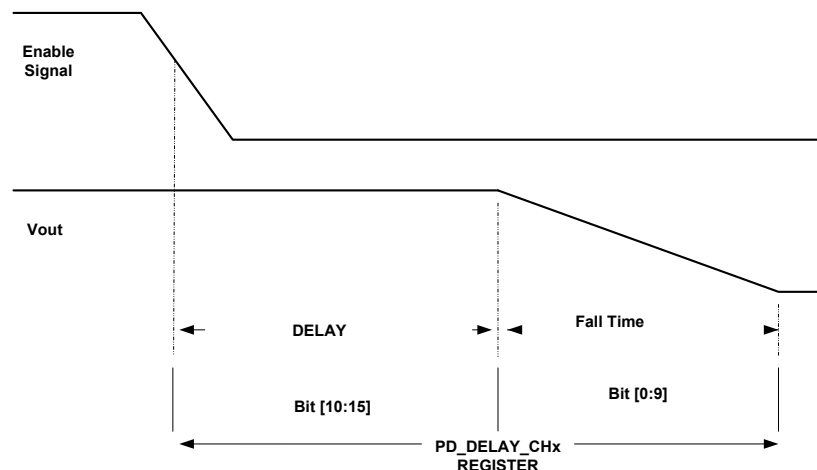 Enable
Signal
Vout
DELAY
Fall Time
Bit [10:15]
Bit [0:9]
PD_DELAY_CHx
REGISTER